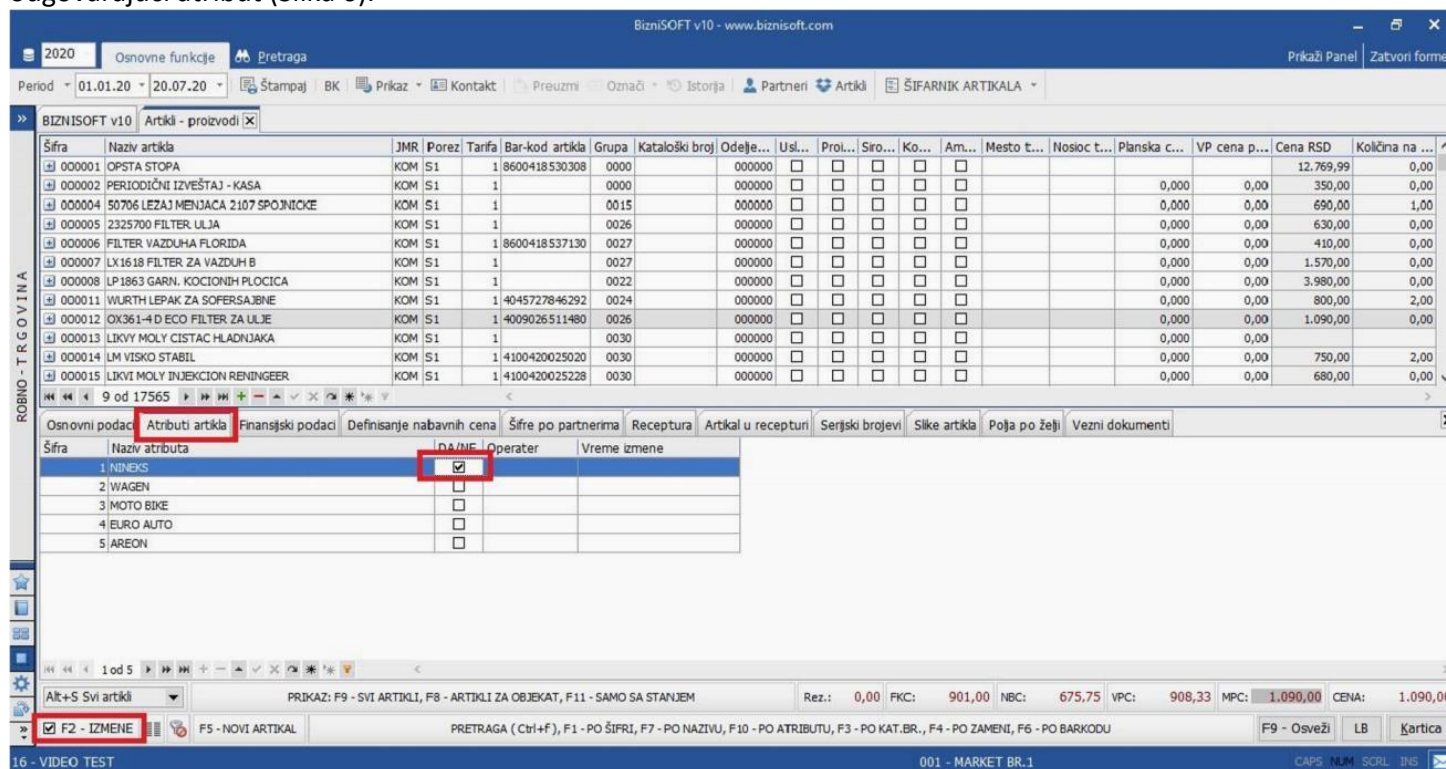 BizniSOFT v10 - www.biznisoft.com
2020 Osnovne funkcije Pretraga Prikaži Panel Zatvori forme
Period 01.01.20 20.07.20 Štampaj BK Prikaz Kontakt Preuzmi Označi Istorija Partneri Artikli ŠIFARNIK ARTIKALA
BIZNISOFT v10 Artikli - proizvodi
ROBNO - TRGOVINA
Šifra Naziv artikla JMR Porez Tarifa Bar-kod artikla Grupa Kataloški broj Odelje... Usl... Proi... Siro... Ko... Am... Mesto t... Nosioc t... Planska c... VP cena p... Cena RSD Količina na ...
000001 OPSTA STOPA KOM S1 1 8600418530308 0000 000000 12.769,99 0,00
000002 PERIODIČNI IZVEŠTAJ - KASA KOM S1 1 0000 000000 0,000 0,00 350,00 0,00
000004 50706 LEZAJ MENJACA 2107 SPOJNICKE KOM S1 1 0015 000000 0,000 0,00 690,00 1,00
000005 2325700 FILTER ULJA KOM S1 1 0026 000000 0,000 0,00 630,00 0,00
000006 FILTER VAZDUHA FLORIDA KOM S1 1 8600418537130 0027 000000 0,000 0,00 410,00 0,00
000007 LX1618 FILTER ZA VAZDUH B KOM S1 1 0027 000000 0,000 0,00 1.570,00 0,00
000008 LP1863 GARN. KOCIONIH PLOCICA KOM S1 1 0022 000000 0,000 0,00 3.980,00 0,00
000011 WURTH LEPAK ZA SOFERSAJBNE KOM S1 1 4045727846292 0024 000000 0,000 0,00 800,00 2,00
000012 OX361-4 D ECO FILTER ZA ULJE KOM S1 1 4009026511480 0026 000000 0,000 0,00 1.090,00 0,00
000013 LIKVY MOLY CISTAC HLADNJAKA KOM S1 1 0030 000000 0,000 0,00
000014 LM VISKO STABIL KOM S1 1 4100420025020 0030 000000 0,000 0,00 750,00 2,00
000015 LIKVI MOLY INJEKCION RENINGEER KOM S1 1 4100420025228 0030 000000 0,000 0,00 680,00 0,00
9 od 17565
Osnovni podaci Atributi artikla Finansijski podaci Definisanje nabavnih cena Šifre po partnerima Receptura Artikal u recepturi Serijski brojevi Slike artikla Polja po želji Vezni dokumenti
Šifra Naziv atributa DA/NE Operater Vreme izmene
1 NINEKS
2 WAGEN
3 MOTO BIKE
4 EURO AUTO
5 AREON
1 od 5
Alt+S Svi artikli PRIKAZ: F9 - SVI ARTIKLI, F8 - ARTIKLI ZA OBJEKAT, F11 - SAMO SA STANJEM Rez.: 0,00 FKC: 901,00 NBC: 675,75 VPC: 908,33 MPC: 1.090,00 CENA: 1.090,0
F2 - IZMENE F5 - NOVI ARTIKAL PRETRAGA ( Ctrl+f ), F1 - PO ŠIFRI, F7 - PO NAZIVU, F10 - PO ATRIBUTU, F3 - PO KAT.BR., F4 - PO ZAMENI, F6 - PO BARKODU F9 - Osveži LB Kartica
16 - VIDEO TEST 001 - MARKET BR.1 CAPS NUM SCRL INS